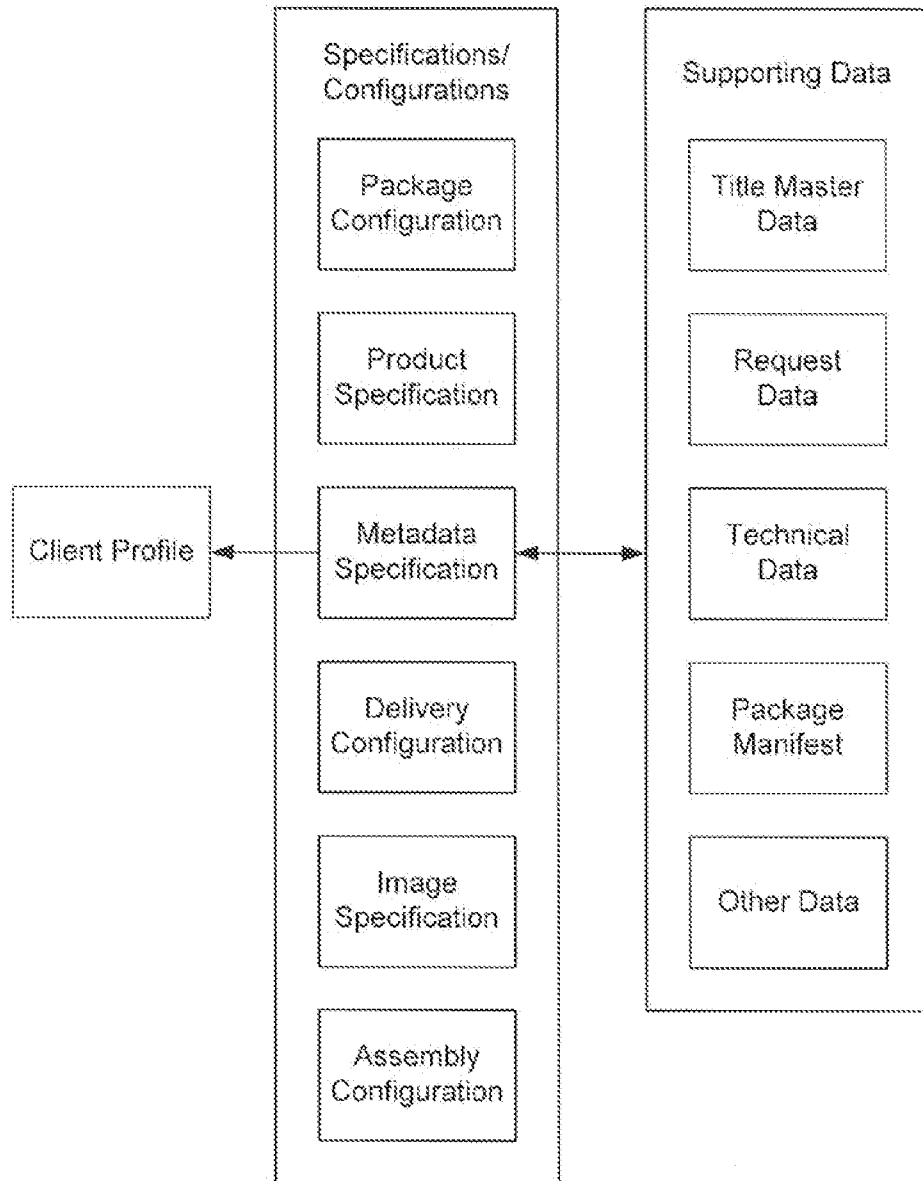 Specifications/
Configurations
Package
Configuration
Product
Specification
Metadata
Specification
Delivery
Configuration
Image
Specification
Assembly
Configuration
Client Profile
Supporting Data
Title Master
Data
Request
Data
Technical
Data
Package
Manifest
Other Data